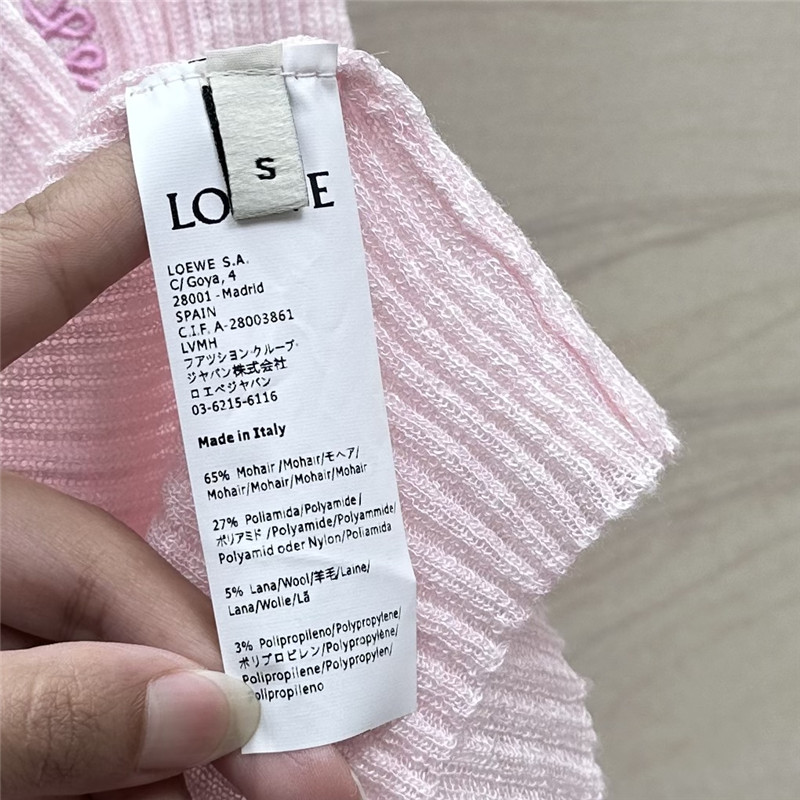 S
LO E
LOEWE S.A.
C/Goya, 4
28001 - Madrid
SPAIN
C.I.F. A-28003861
LVMH
ファツション・クループ
ジャパン株式会社
ロエベジャパン
03-6215-6116
Made in Italy
65% Mohair /Mohair/モヘア/
Mohair/Mohair/Mohair/Mohair
27% Poliamida/Polyamide/
ポリアミド /Polyamide/Polyammide/
Polyamid oder Nylon/Poliamida
5% Lana/Wool/羊毛/Laine/
Lana/Wolle/Lã
3% Polipropileno/Polypropylene/
ポリプロピレン/Polypropylène/
Polipropilene/Polypropylen/
olipropileno